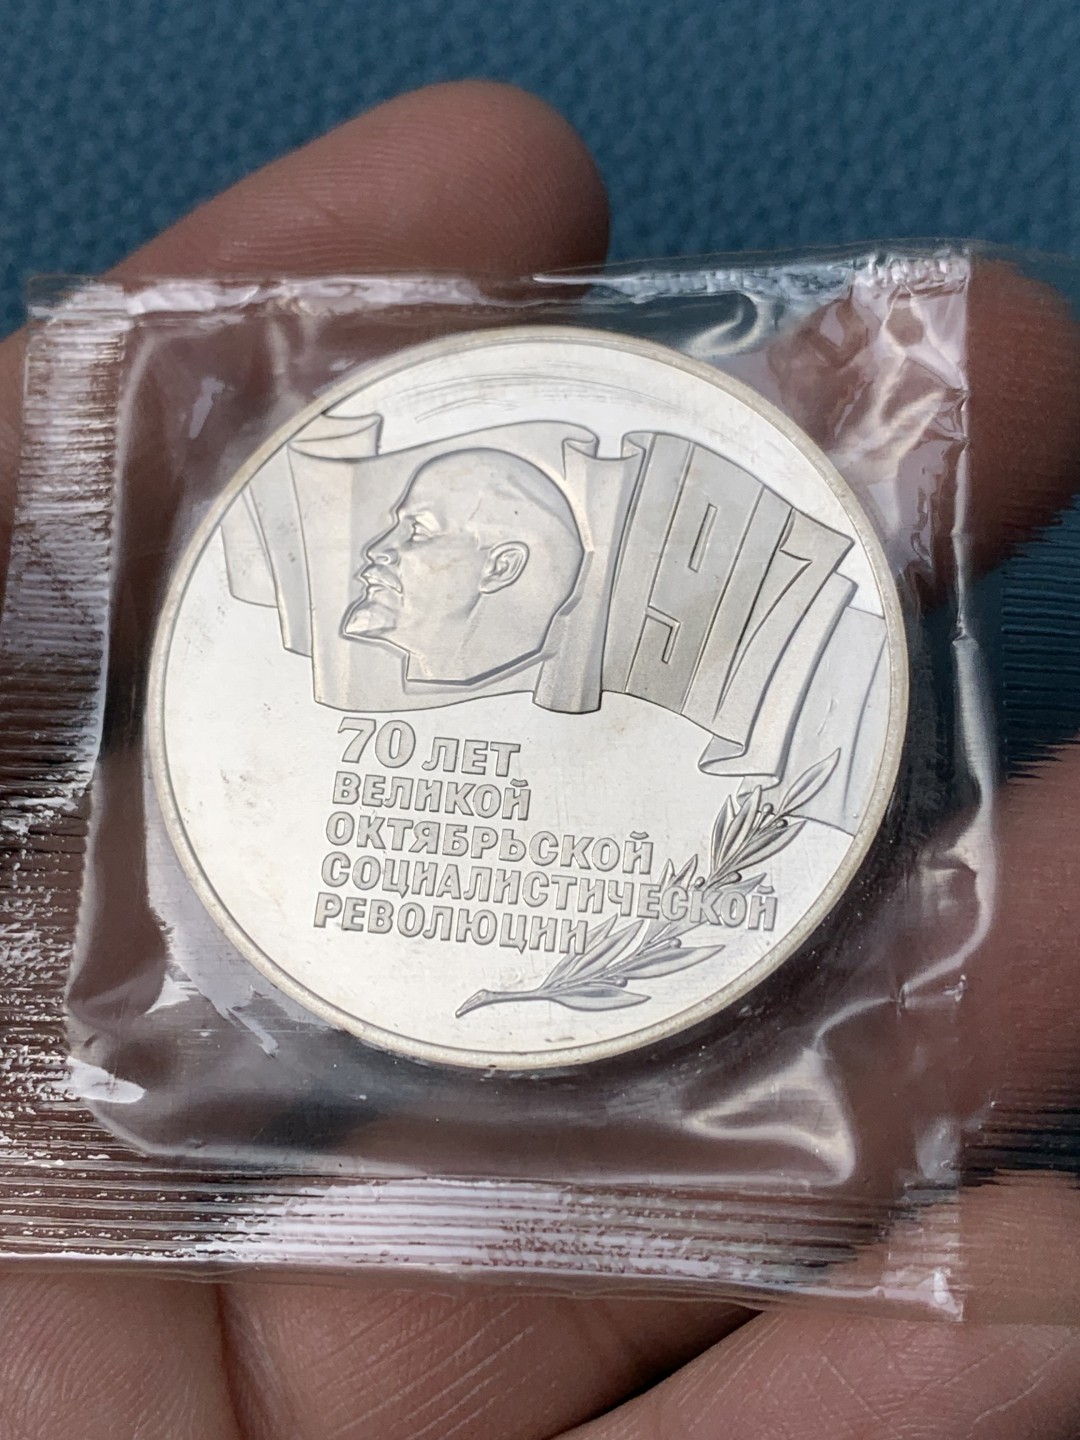 1917
70 ЛЕТ
ВЕЛИКОЙ
ОКТЯБРЬСКОЙ
СОЦИАЛИСТИЧЕСКОЙ
РЕВОЛЮЦИИ